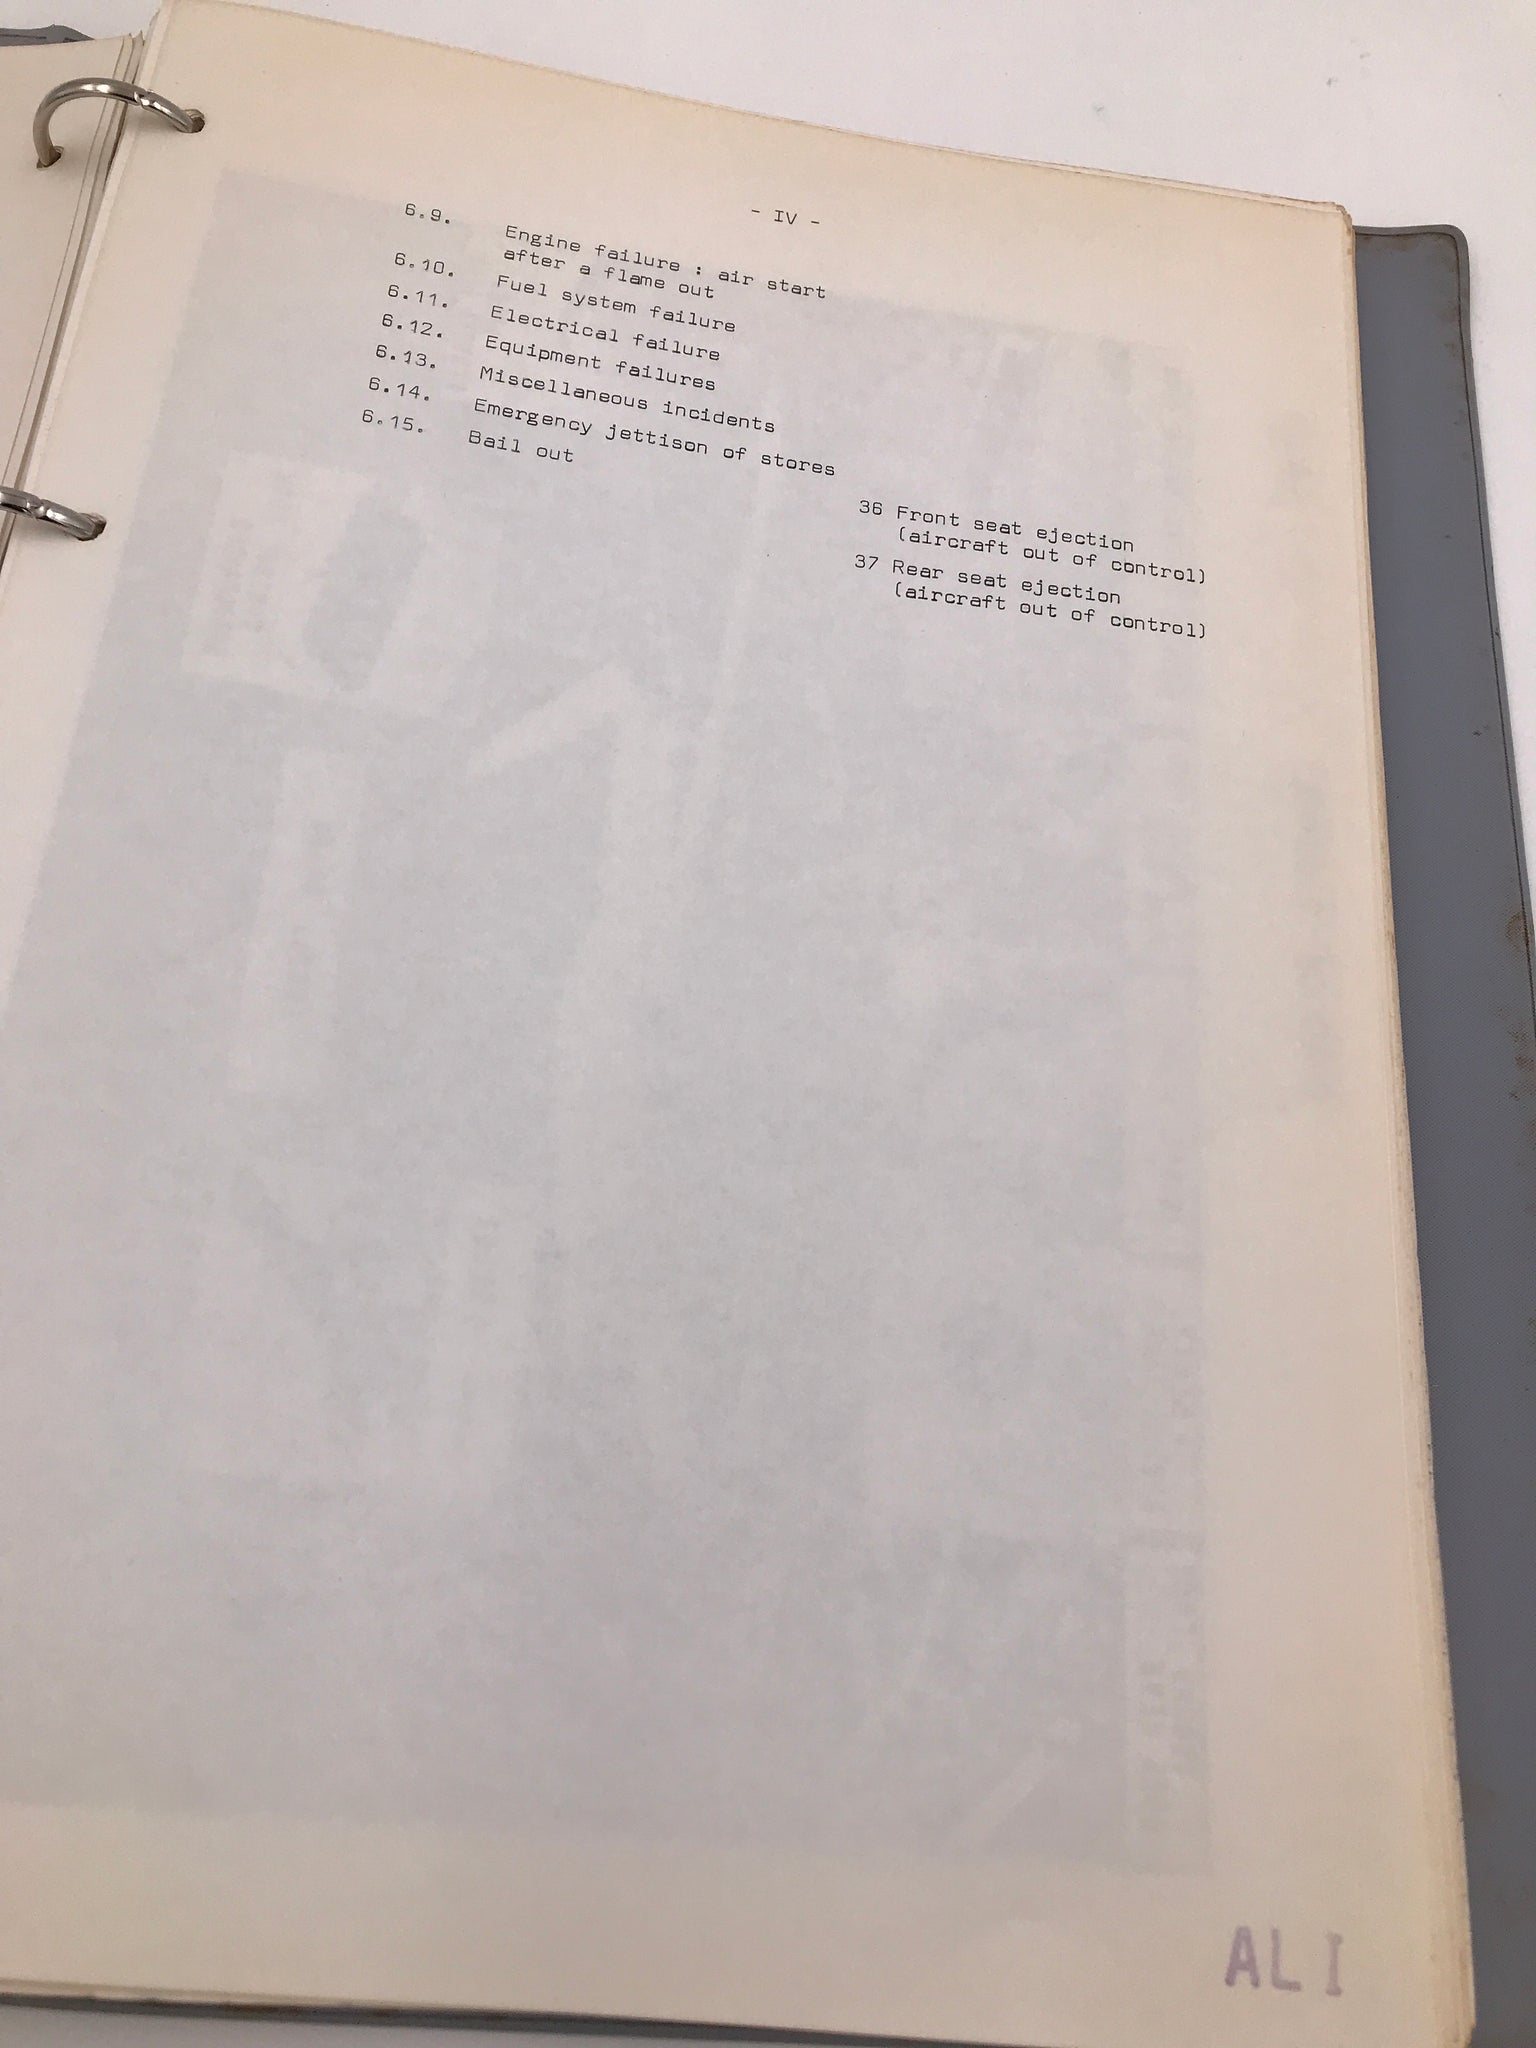 - IV -
6.9. Engine failure : air start
after a flame out
6.10. Fuel system failure
6.11. Electrical failure
6.12. Equipment failures
6.13. Miscellaneous incidents
6.14. Emergency jettison of stores
6.15. Bail out
36 Front seat ejection
(aircraft out of control)
37 Rear seat ejection
(aircraft out of control)
AL I